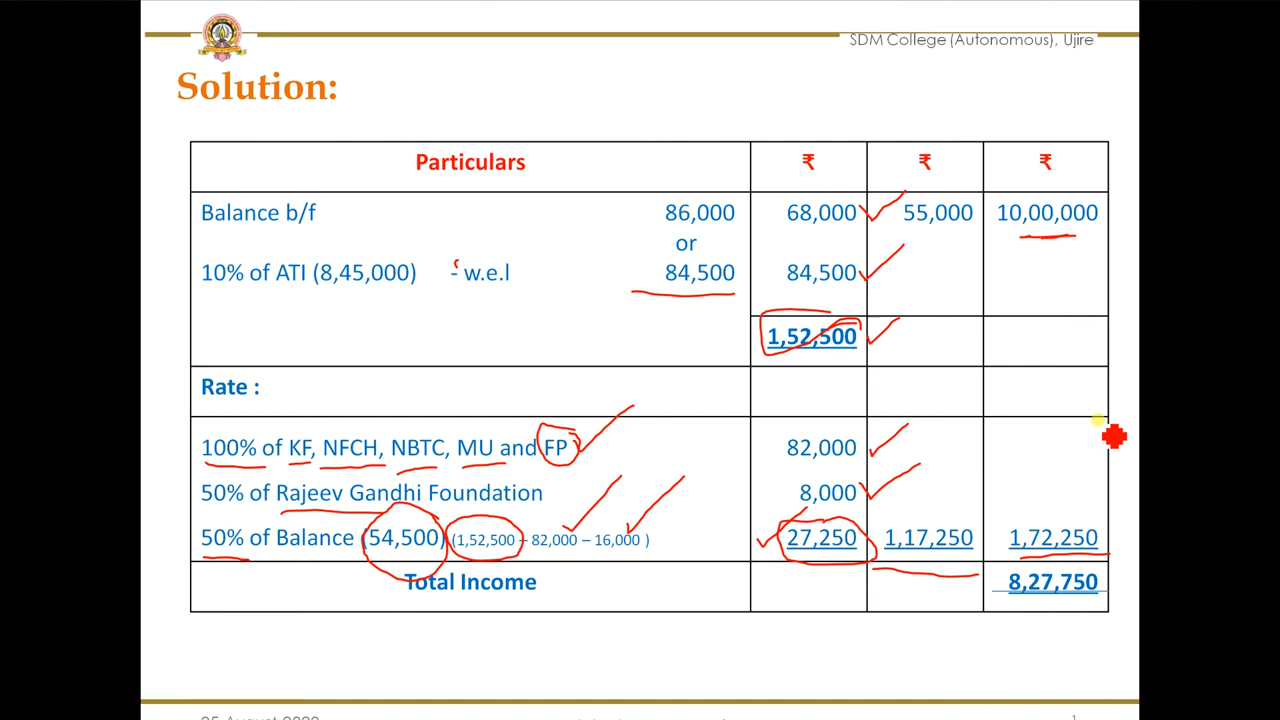 SDM College (Autonomous), Ujire
Solution:
Particulars ₹ ₹ ₹
Balance b/f 86,000 68,000 55,000 10,00,000
or
10% of ATI (8,45,000) - w.e.l 84,500 84,500
1,52,500
Rate :
100% of KF, NFCH, NBTC, MU and FP 82,000
50% of Rajeev Gandhi Foundation 8,000
50% of Balance (54,500) (1,52,500 – 82,000 – 16,000 ) 27,250 1,17,250 1,72,250
Total Income 8,27,750